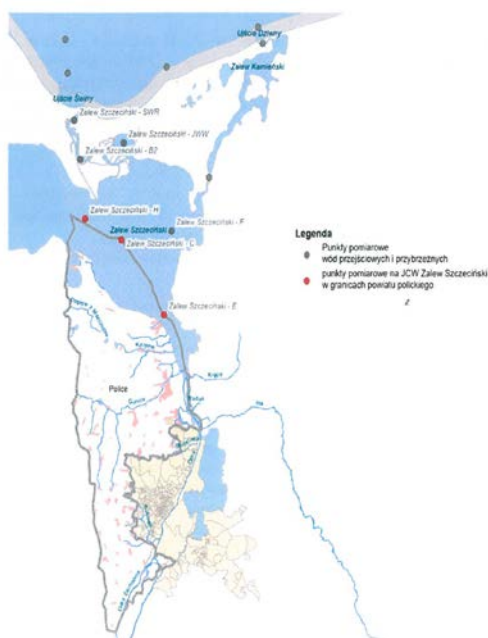 Ujście Dziwny
Zalew Kamieński
Ujście Świny
Zalew Szczeciński - SWR
Zalew Szczeciński - JWW
Zalew Szczeciński - B2
Zalew Szczeciński - H
Zalew Szczeciński - F
Zalew Szczeciński
Zalew Szczeciński - C
Legenda
Punkty pomiarowe
wód przejściowych i przybrzeżnych
punkty pomiarowe na JCW Zalew Szczeciński
w granicach powiatu polickiego
z
Zalew Szczeciński - E
Police
Gunica
Ina